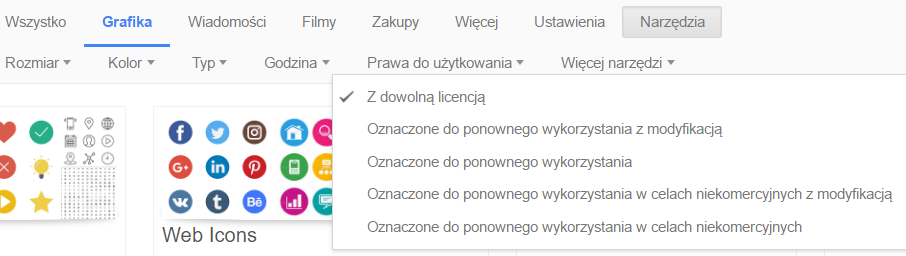 Wszystko Grafika Wiadomości Filmy Zakupy Więcej Ustawienia Narzędzia
Rozmiar Kolor Typ Godzina Prawa do użytkowania Więcej narzędzi
Z dowolną licencją
Oznaczone do ponownego wykorzystania z modyfikacją
Oznaczone do ponownego wykorzystania
Oznaczone do ponownego wykorzystania w celach niekomercyjnych z modyfikacją
Oznaczone do ponownego wykorzystania w celach niekomercyjnych
Web Icons